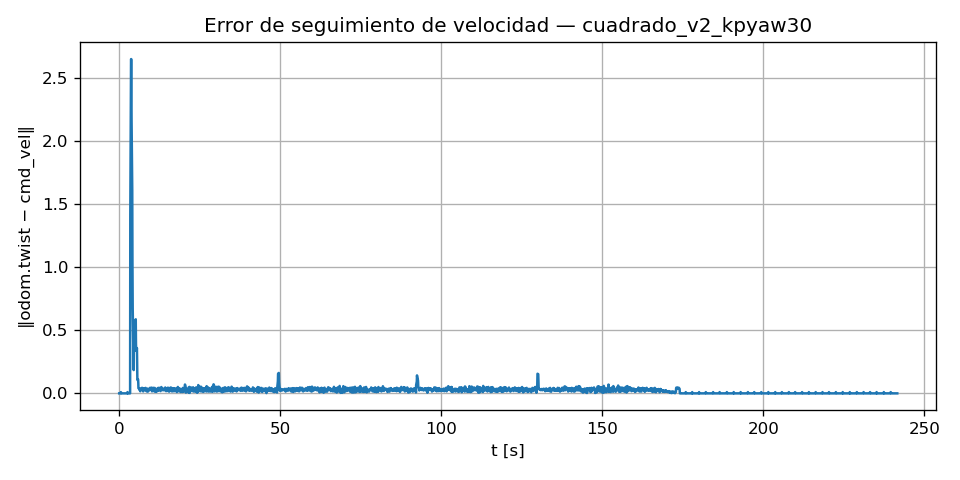 Error de seguimiento de velocidad — cuadrado_v2_kpyaw30
‖odom.twist − cmd_vel‖
2.5
2.0
1.5
1.0
0.5
0.0
0 50 100 150 200 250
t [s]